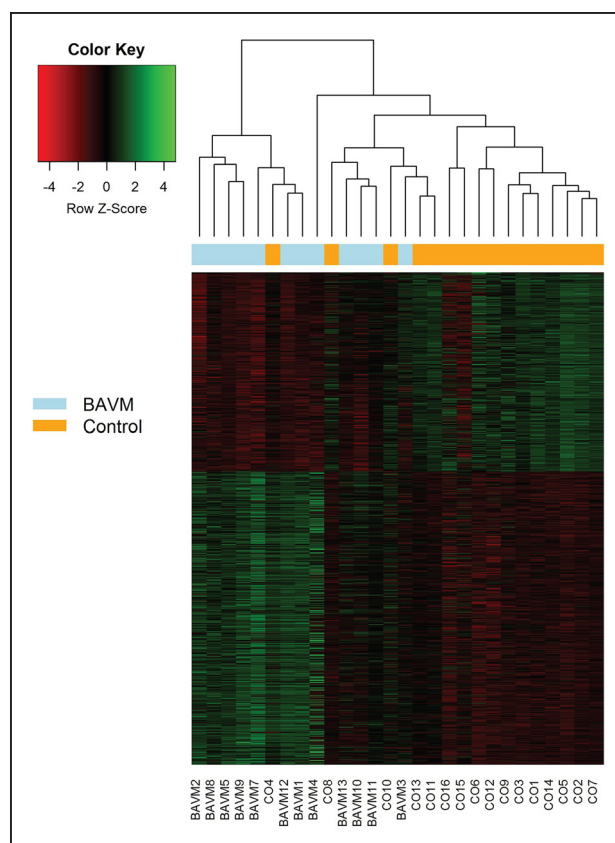 Color Key
-4 -2 0 2 4
Row Z-Score
BAVM
Control
BAVM2
BAVM8
BAVM5
BAVM9
BAVM7
CO4
BAVM12
BAVM1
BAVM4
CO8
BAVM13
BAVM10
BAVM11
CO10
BAVM3
CO13
CO11
CO16
CO15
CO6
CO12
CO9
CO3
CO1
CO14
CO5
CO2
CO7